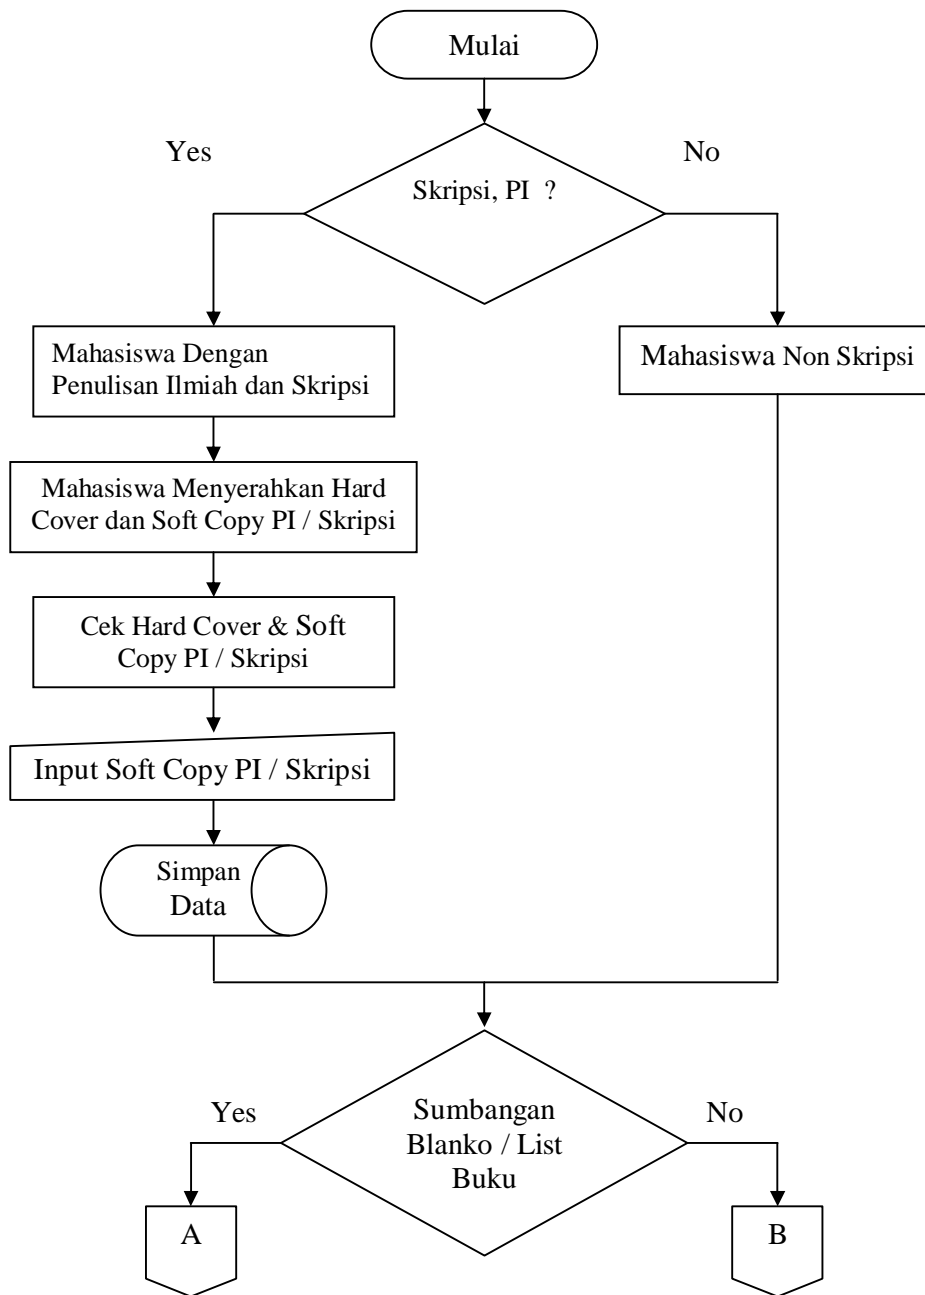 Mulai
Yes
No
Skripsi, PI ?
Mahasiswa Dengan
Penulisan Ilmiah dan Skripsi
Mahasiswa Non Skripsi
Mahasiswa Menyerahkan Hard
Cover dan Soft Copy PI / Skripsi
Cek Hard Cover & Soft
Copy PI / Skripsi
Input Soft Copy PI / Skripsi
Simpan
Data
Yes
No
Sumbangan
Blanko / List
Buku
A
B